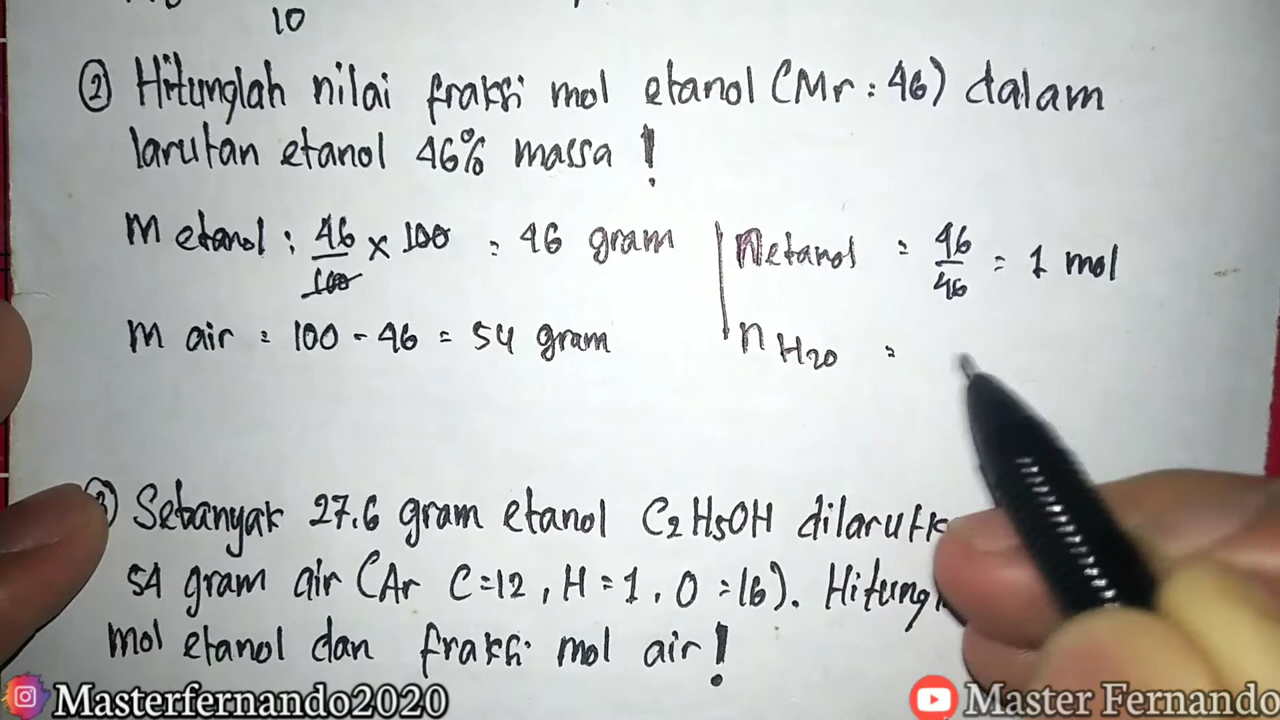 10
② Hitunglah nilai fraksi mol etanol (Mr : 46) dalam
larutan etanol 46% massa !
m etanol : 46/100 x 100 = 46 gram
m air = 100 - 46 = 54 gram
n etanol = 46/46 = 1 mol
n H2O =
3) Sebanyak 27.6 gram etanol C2H5OH
54 gram air (Ar C=12, H=1, O=16).
mol etanol dan fraksi mol air !
Masterfernando2020
Master Fernando